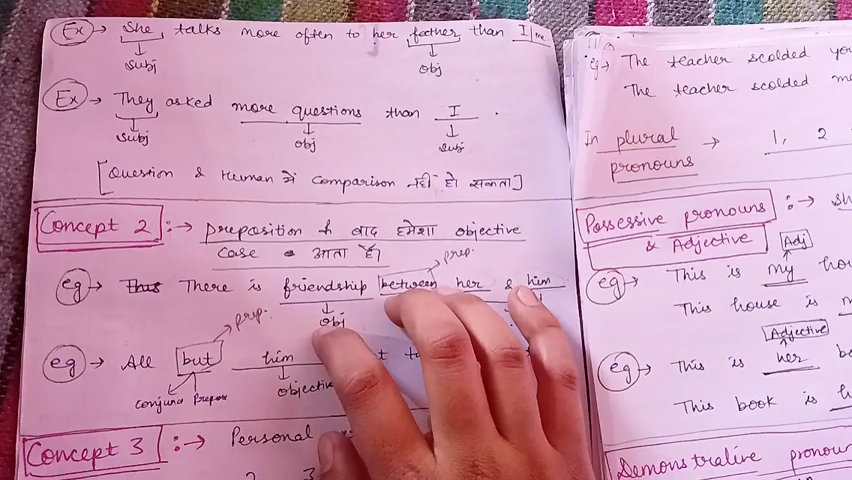 Ex → She talks more often to her father than I/me
Subj
Obj
Ex → They asked more questions than I.
Subj
Obj
Subj
[Question & Human में comparison नहीं हो सकता]
Concept 2 :→ preposition के बाद हमेशा objective
case आता है।
prep.
eg → There is friendship between her & him
obj
prep.
eg → All but him
Conjun Prepos
objective
Concept 3 :→ Personal
2 3
eg → The teacher scolded
The teacher scolded
In plural → 1, 2
pronouns
Possessive pronouns :→
& Adjective
Adj
eg → This is my
This house is
Adjective
eg → This is her
This book is
Demonstrative